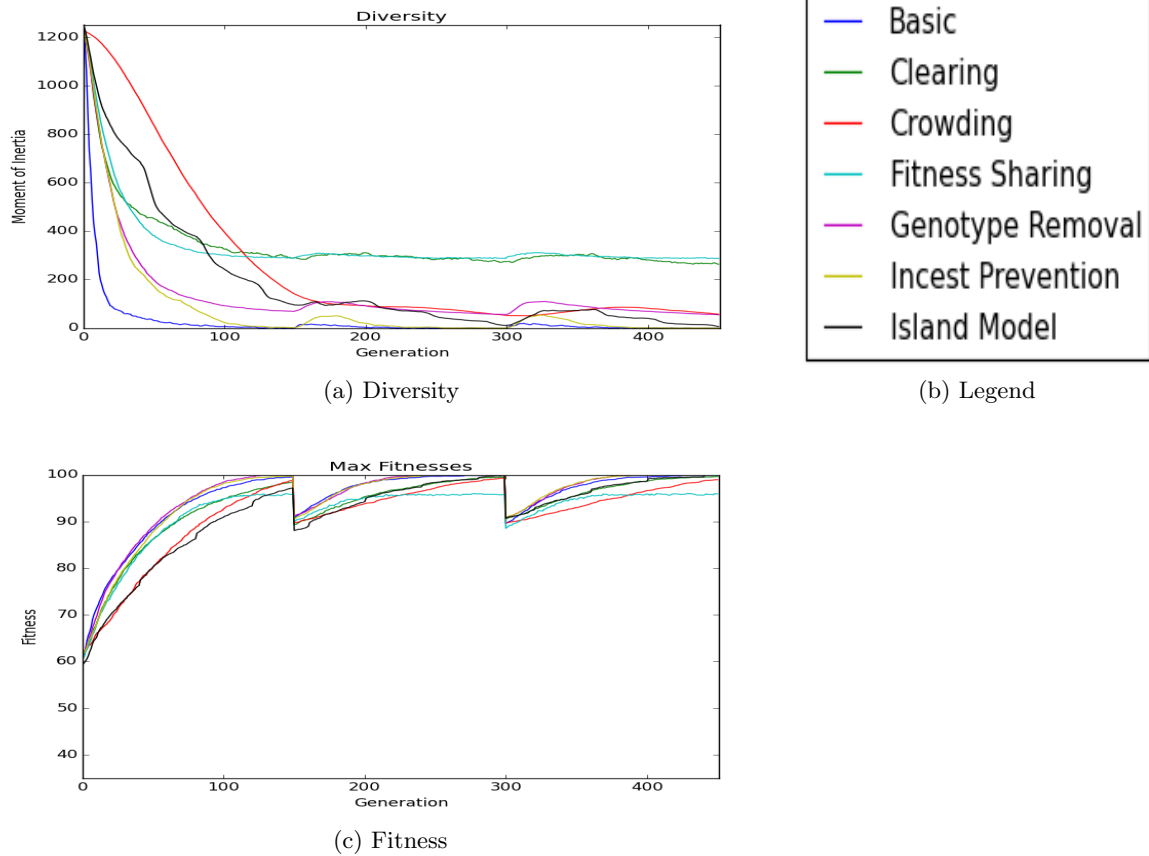 Diversity
1200
1000
800
600
400
200
0
Moment of Inertia
0 100 200 300 400
Generation
(a) Diversity
Basic
Clearing
Crowding
Fitness Sharing
Genotype Removal
Incest Prevention
Island Model
(b) Legend
Max Fitnesses
100
90
80
70
60
50
40
Fitness
0 100 200 300 400
Generation
(c) Fitness